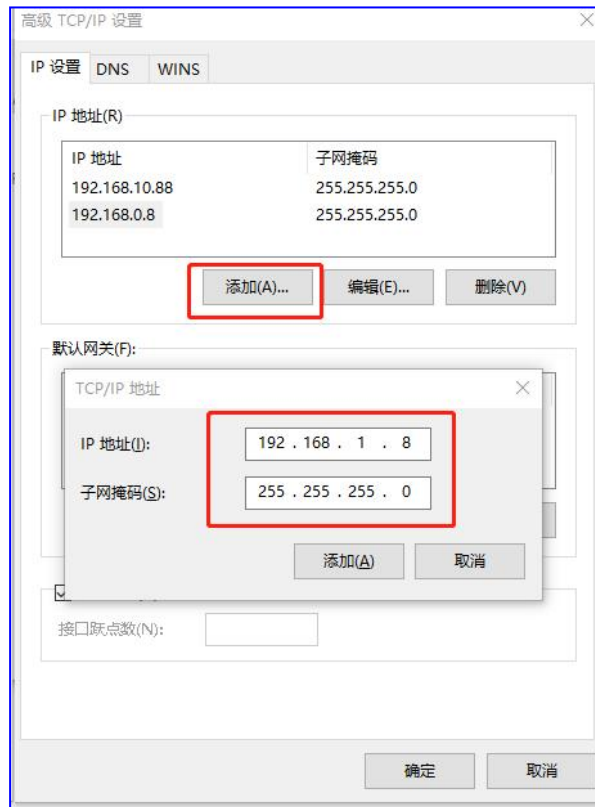 高级 TCP/IP 设置
IP 设置 DNS WINS
IP 地址(R)
IP 地址 子网掩码
192.168.10.88 255.255.255.0
192.168.0.8 255.255.255.0
添加(A)... 编辑(E)... 删除(V)
默认网关(F):
TCP/IP 地址
IP 地址(I): 192 . 168 . 1 . 8
子网掩码(S): 255 . 255 . 255 . 0
添加(A) 取消
接口跃点数(N):
确定 取消